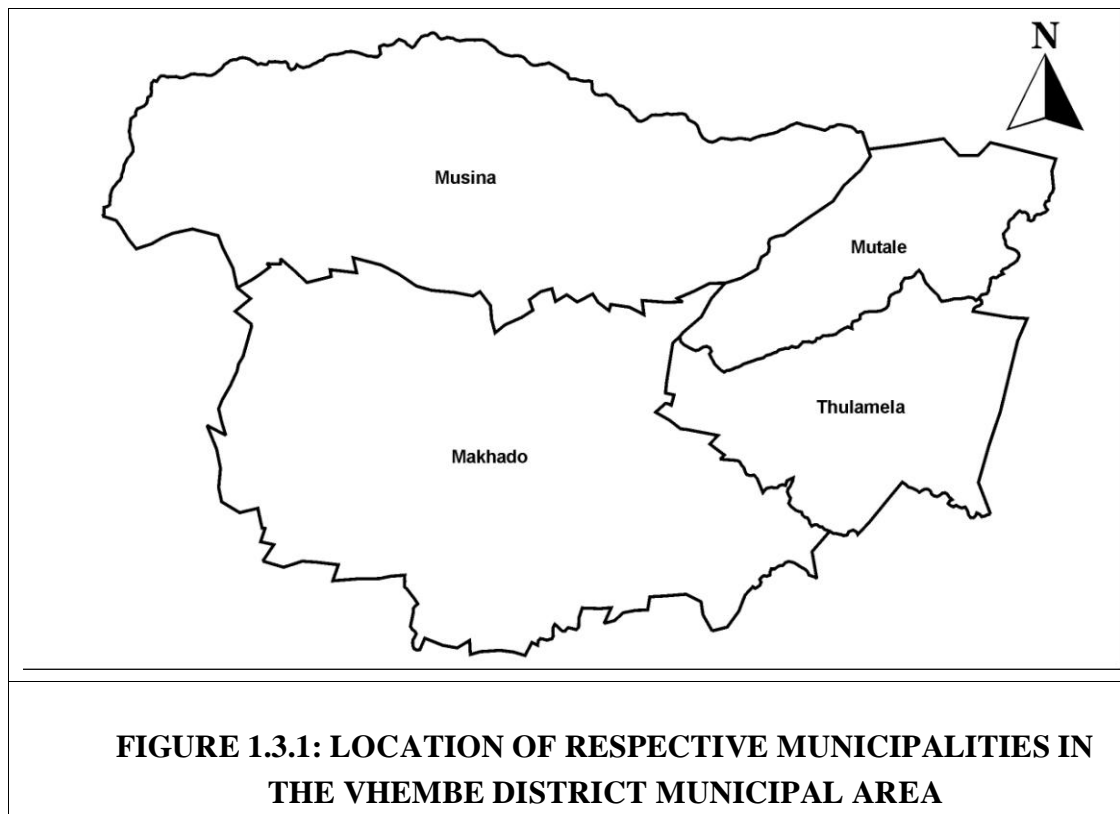 N
Musina
Mutale
Thulamela
Makhado
FIGURE 1.3.1: LOCATION OF RESPECTIVE MUNICIPALITIES IN
THE VHEMBE DISTRICT MUNICIPAL AREA